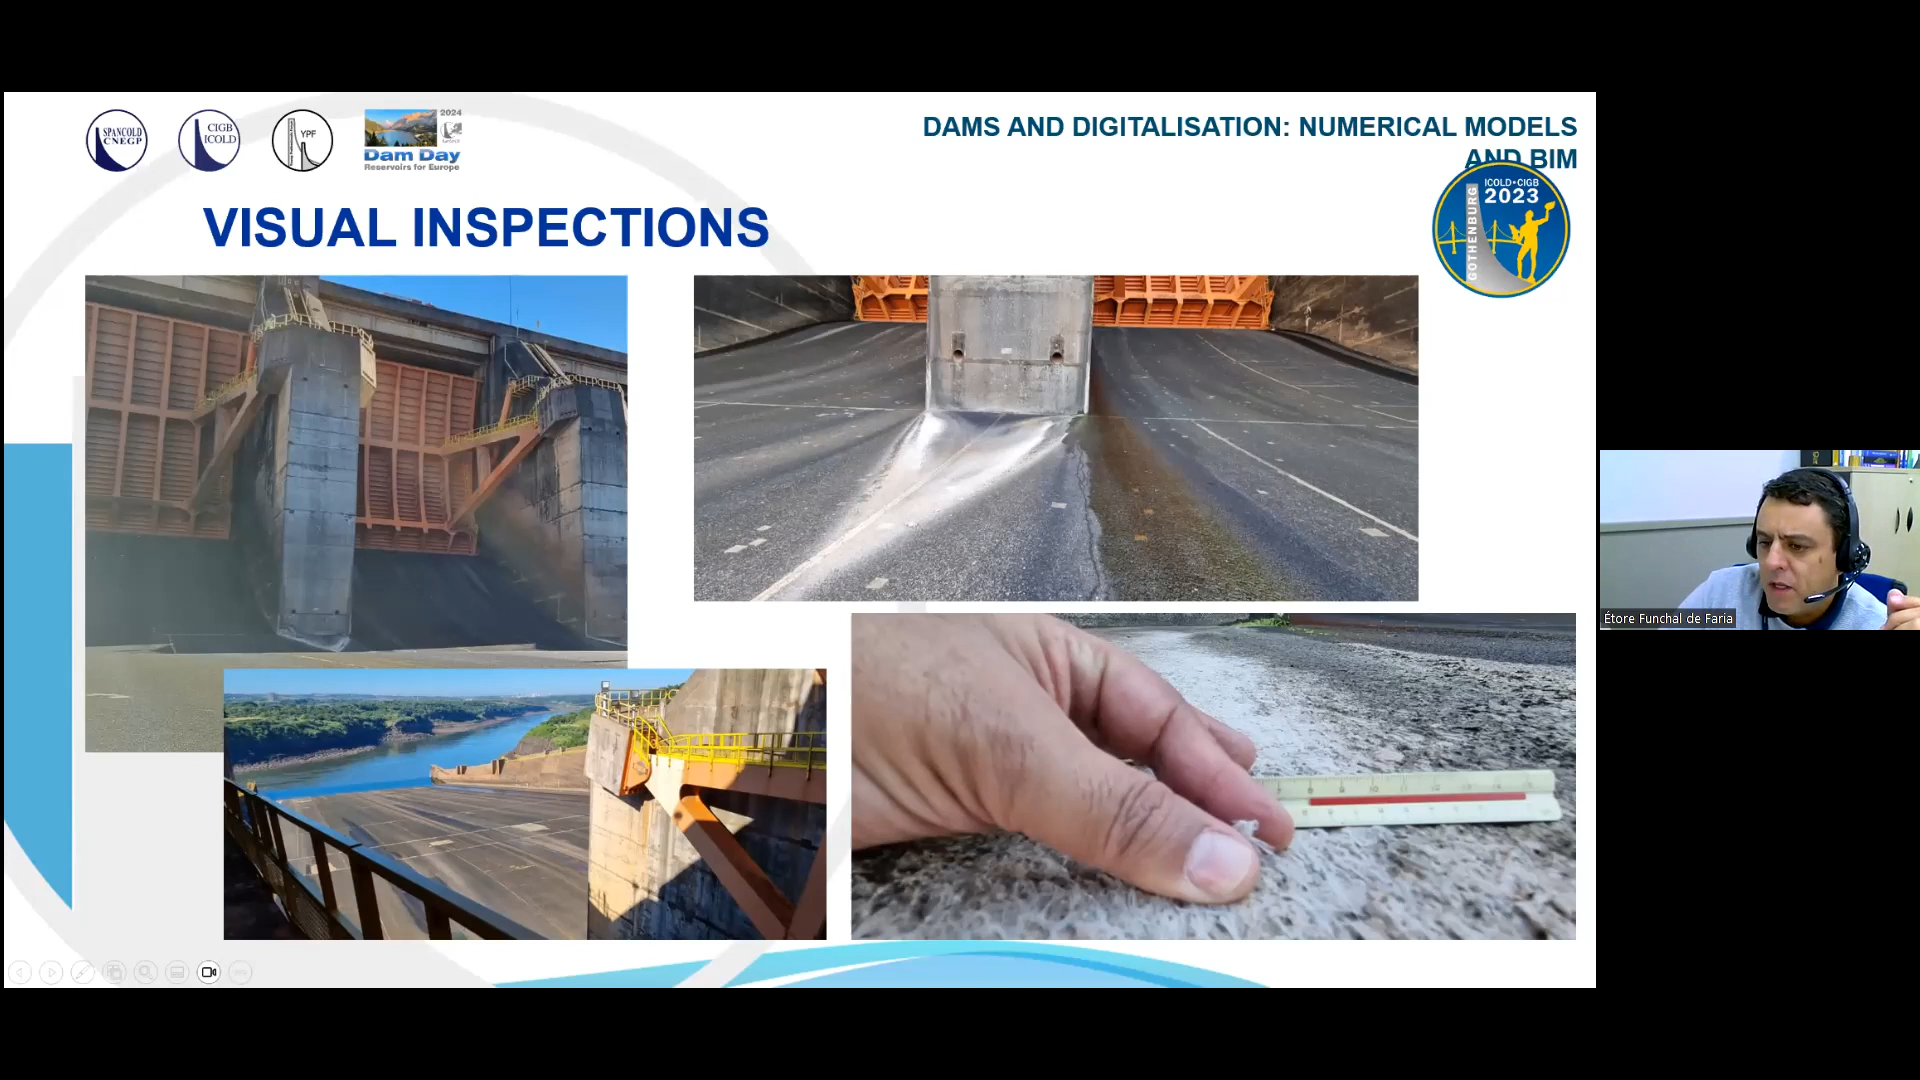 SPANCOLD
CNEGP
CIGB
ICOLD
YPF
2024
Dam Day
Reservoirs for Europe
DAMS AND DIGITALISATION: NUMERICAL MODELS
AND BIM
ICOLD•CIGB
2023
GOTHENBURG
VISUAL INSPECTIONS
Étore Funchal de Faria